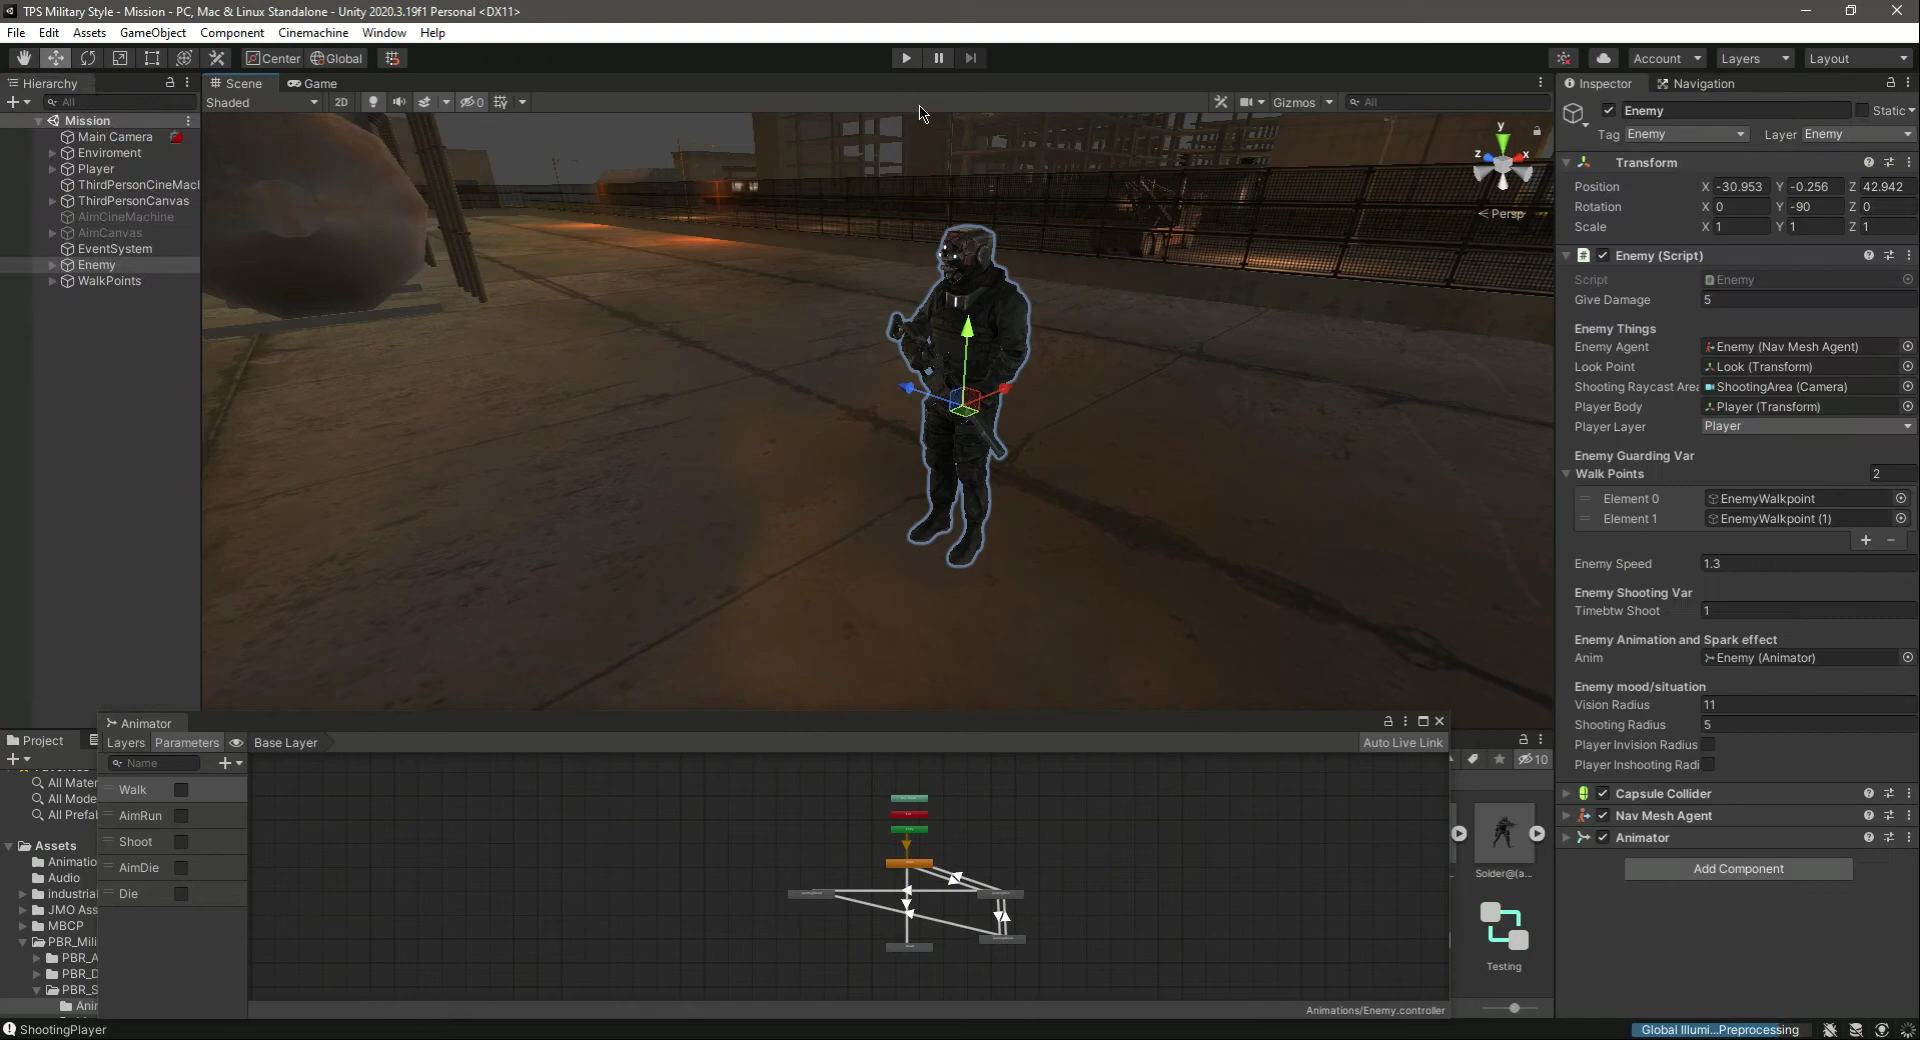 TPS Military Style - Mission - PC, Mac & Linux Standalone - Unity 2020.3.19f1 Personal <DX11>
File Edit Assets GameObject Component Cinemachine Window Help
Center Global Account Layers Layout
Hierarchy
All
Mission
Main Camera
Enviroment
Player
ThirdPersonCineMacl
ThirdPersonCanvas
AimCineMachine
AimCanvas
EventSystem
Enemy
WalkPoints
Scene Game
Shaded 2D 0 Gizmos All
y
z x
Persp
Inspector Navigation
Enemy Static
Tag Enemy Layer Enemy
Transform
Position X -30.953 Y -0.256 Z 42.942
Rotation X 0 Y -90 Z 0
Scale X 1 Y 1 Z 1
Enemy (Script)
Script Enemy
Give Damage 5
Enemy Things
Enemy Agent Enemy (Nav Mesh Agent)
Look Point Look (Transform)
Shooting Raycast Area ShootingArea (Camera)
Player Body Player (Transform)
Player Layer Player
Enemy Guarding Var
Walk Points 2
Element 0 EnemyWalkpoint
Element 1 EnemyWalkpoint (1)
Enemy Speed 1.3
Enemy Shooting Var
Timebtw Shoot 1
Enemy Animation and Spark effect
Anim Enemy (Animator)
Enemy mood/situation
Vision Radius 11
Shooting Radius 5
Player Invision Radius
Player Inshooting Radi
Capsule Collider
Nav Mesh Agent
Animator
Add Component
Project
All Mater
All Mode
All Prefal
Assets
Animatio
Audio
industrial
JMO Ass
MBCP
PBR_Mili
PBR_A
PBR_D
PBR_S
Anir
Animator
Layers Parameters Base Layer Auto Live Link
Name
Walk
AimRun
Shoot
AimDie
Die
Animations/Enemy.controller
10
Solder@(a...
Testing
ShootingPlayer
Global Illumi...Preprocessing